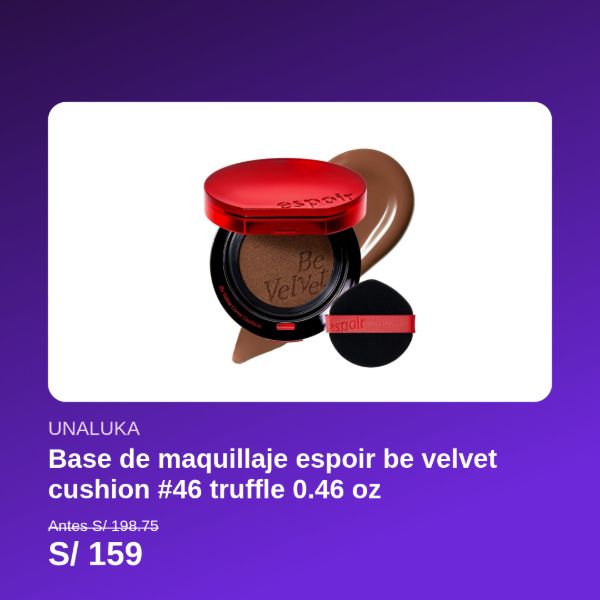 espoir
Be
Velvet
espoir
UNALUKA
Base de maquillaje espoir be velvet
cushion #46 truffle 0.46 oz
Antes S/ 198.75
S/ 159